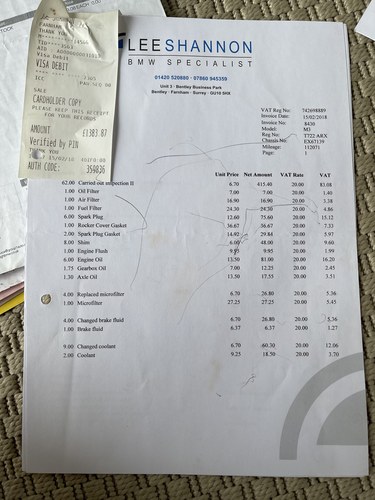 THANK YOU
Visa Debit
VISA DEBIT
SALE
CARDHOLDER COPY
PLEASE KEEP THIS RECEIPT
FOR YOUR RECORDS
AMOUNT
£1383.87
Verified by PIN
THANK YOU
AUTH CODE: 359836
LEESHANNON
BMW SPECIALIST
01420 520880 - 07860 945359
Unit 3 - Bentley Business Park
Bentley - Farnham - Surrey - GU10 5HX
VAT Reg No: 742698889
Invoice Date: 15/02/2018
Invoice No: 8430
Model: M3
Reg No: T722 ARX
Chassis No: EX67139
Mileage: 112071
Page: 1
Unit Price Net Amount VAT Rate VAT
62.00 Carried out inspection II 6.70 415.40 20.00 83.08
1.00 Oil Filter 7.00 7.00 20.00 1.40
1.00 Air Filter 16.90 16.90 20.00 3.38
1.00 Fuel Filter 24.30 24.30 20.00 4.86
6.00 Spark Plug 12.60 75.60 20.00 15.12
1.00 Rocker Cover Gasket 36.67 36.67 20.00 7.33
2.00 Spark Plug Gasket 14.92 29.84 20.00 5.97
8.00 Shim 6.00 48.00 20.00 9.60
1.00 Engine Flush 9.95 9.95 20.00 1.99
6.00 Engine Oil 13.50 81.00 20.00 16.20
1.75 Gearbox Oil 7.00 12.25 20.00 2.45
1.30 Axle Oil 13.50 17.55 20.00 3.51
4.00 Replaced microfilter 6.70 26.80 20.00 5.36
1.00 Microfilter 27.25 27.25 20.00 5.45
4.00 Changed brake fluid 6.70 26.80 20.00 5.36
1.00 Brake fluid 6.37 6.37 20.00 1.27
9.00 Changed coolant 6.70 60.30 20.00 12.06
2.00 Coolant 9.25 18.50 20.00 3.70